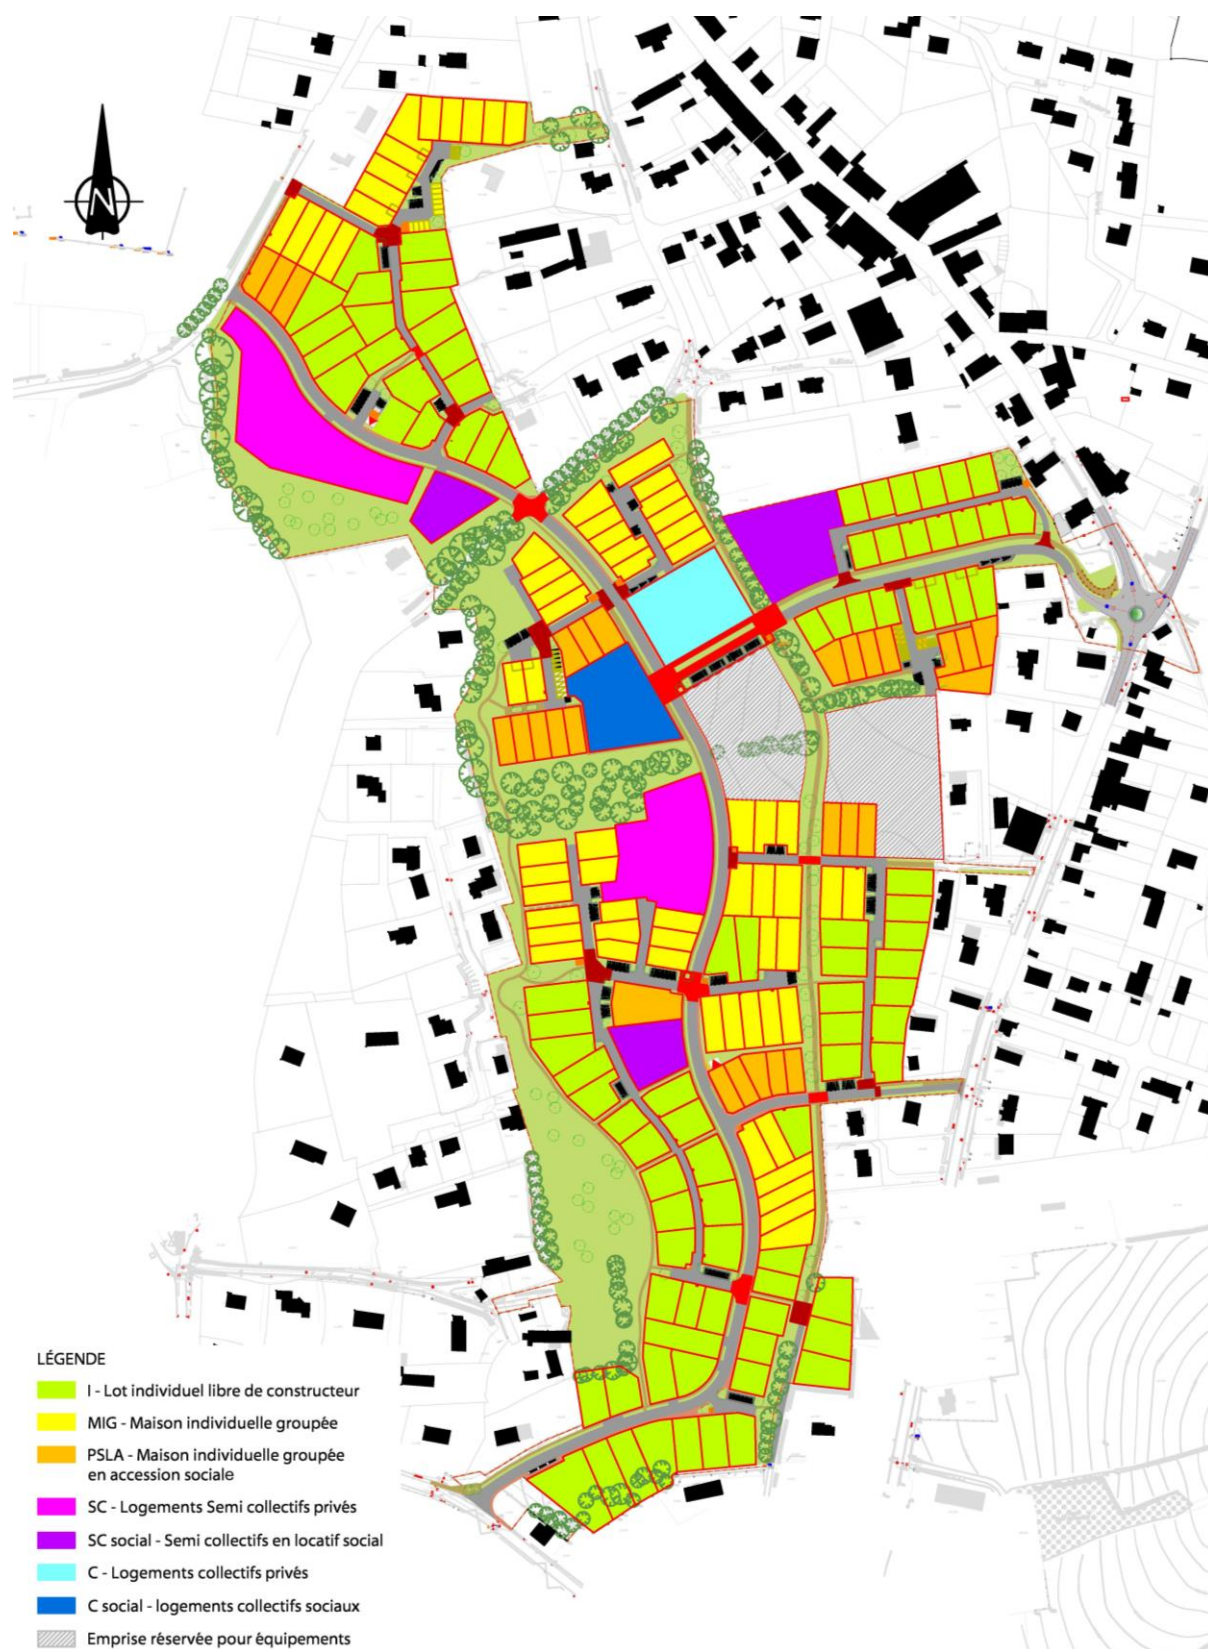 N
LÉGENDE
I - Lot individuel libre de constructeur
MIG - Maison individuelle groupée
PSLA - Maison individuelle groupée
en accession sociale
SC - Logements Semi collectifs privés
SC social - Semi collectifs en locatif social
C - Logements collectifs privés
C social - logements collectifs sociaux
Emprise réservée pour équipements